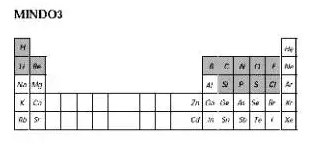 MINDO3
H He
Li Be B C N O F Ne
Na Mg Al Si P S Cl Ar
K Ca Zn Ga Ge As Se Br Kr
Rb Sr Cd In Sn Sb Te I Xe